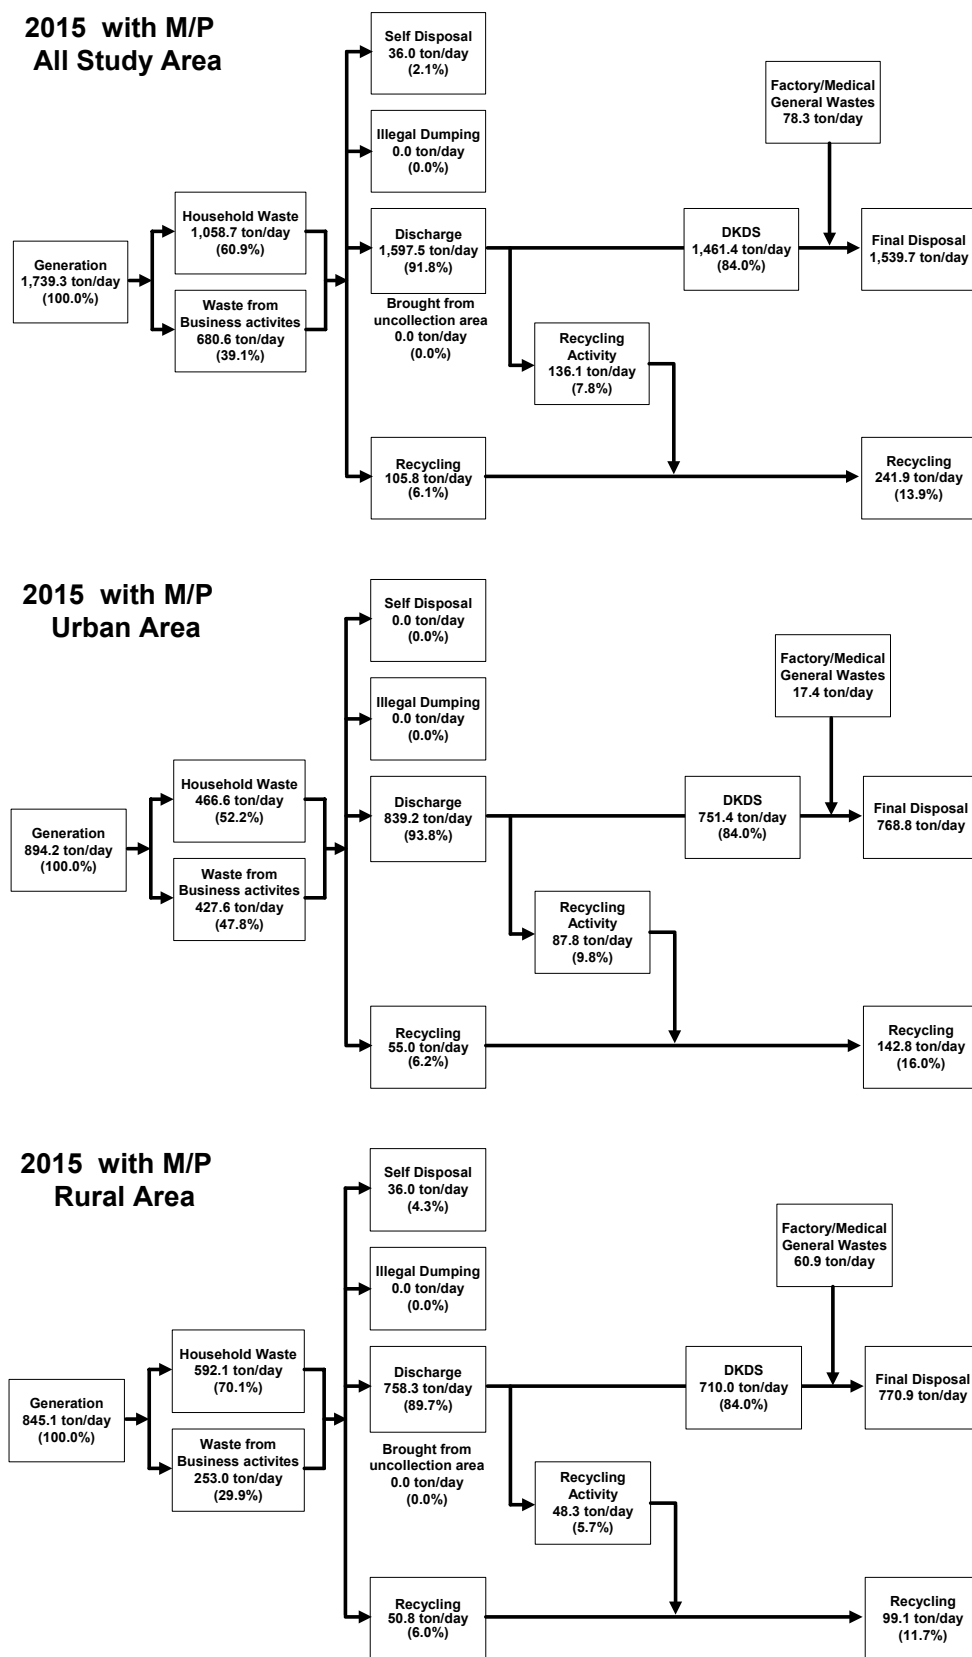 2015 with M/P
All Study Area
Self Disposal
36.0 ton/day
(2.1%)
Factory/Medical
General Wastes
78.3 ton/day
Illegal Dumping
0.0 ton/day
(0.0%)
Household Waste
1,058.7 ton/day
(60.9%)
Discharge
1,597.5 ton/day
(91.8%)
DKDS
1,461.4 ton/day
(84.0%)
Final Disposal
1,539.7 ton/day
Generation
1,739.3 ton/day
(100.0%)
Waste from
Business activites
680.6 ton/day
(39.1%)
Brought from
uncollection area
0.0 ton/day
(0.0%)
Recycling
Activity
136.1 ton/day
(7.8%)
Recycling
105.8 ton/day
(6.1%)
Recycling
241.9 ton/day
(13.9%)
2015 with M/P
Urban Area
Self Disposal
0.0 ton/day
(0.0%)
Factory/Medical
General Wastes
17.4 ton/day
Illegal Dumping
0.0 ton/day
(0.0%)
Household Waste
466.6 ton/day
(52.2%)
Discharge
839.2 ton/day
(93.8%)
DKDS
751.4 ton/day
(84.0%)
Final Disposal
768.8 ton/day
Generation
894.2 ton/day
(100.0%)
Waste from
Business activites
427.6 ton/day
(47.8%)
Recycling
Activity
87.8 ton/day
(9.8%)
Recycling
55.0 ton/day
(6.2%)
Recycling
142.8 ton/day
(16.0%)
2015 with M/P
Rural Area
Self Disposal
36.0 ton/day
(4.3%)
Factory/Medical
General Wastes
60.9 ton/day
Illegal Dumping
0.0 ton/day
(0.0%)
Household Waste
592.1 ton/day
(70.1%)
Discharge
758.3 ton/day
(89.7%)
DKDS
710.0 ton/day
(84.0%)
Final Disposal
770.9 ton/day
Generation
845.1 ton/day
(100.0%)
Waste from
Business activites
253.0 ton/day
(29.9%)
Brought from
uncollection area
0.0 ton/day
(0.0%)
Recycling
Activity
48.3 ton/day
(5.7%)
Recycling
50.8 ton/day
(6.0%)
Recycling
99.1 ton/day
(11.7%)